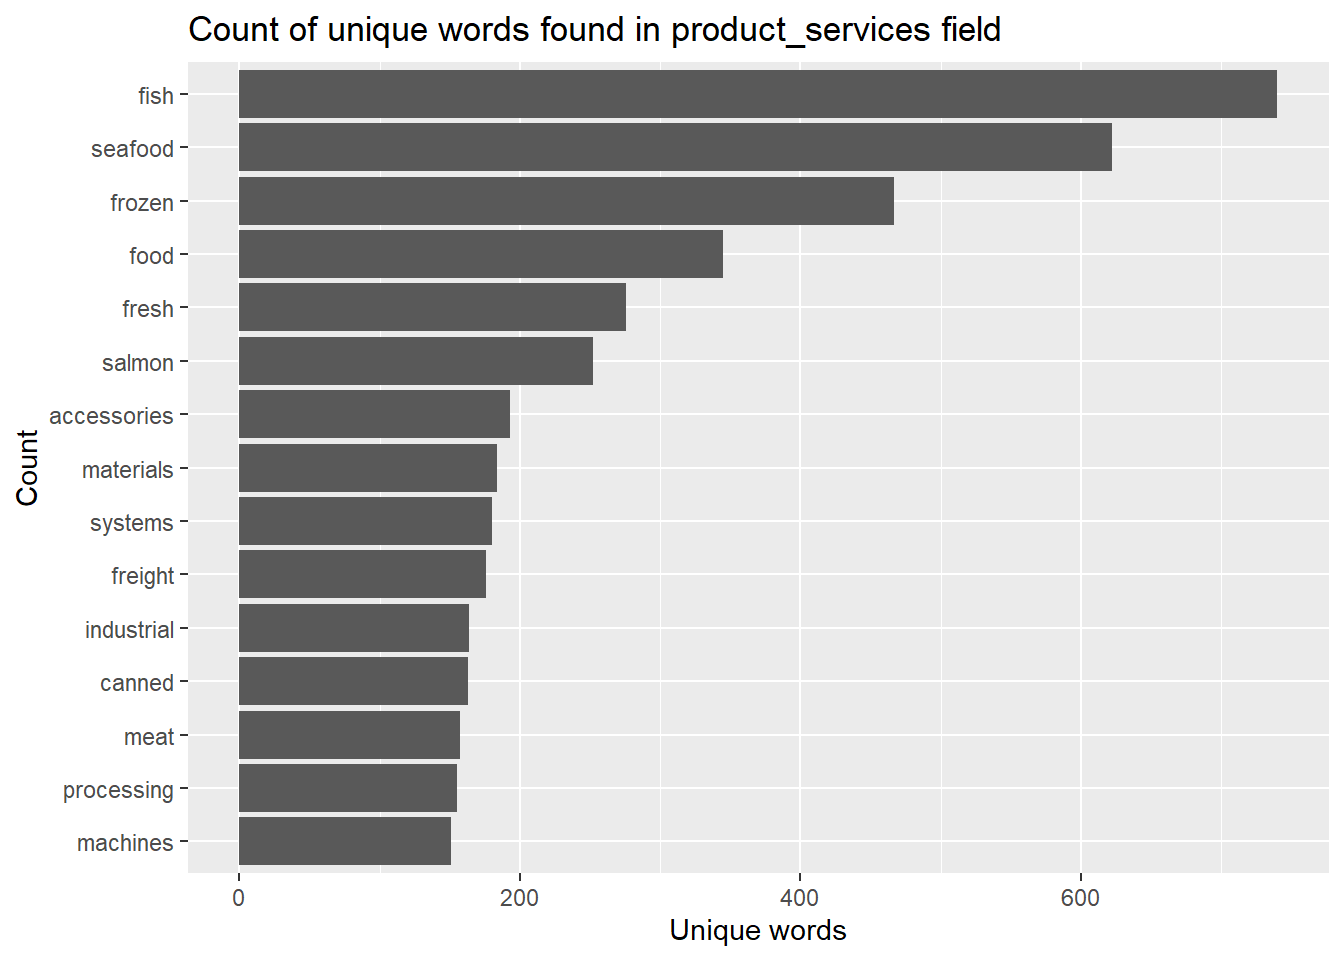 Count of unique words found in product_services field
fish
seafood
frozen
food
fresh
salmon
accessories
materials
systems
freight
industrial
canned
meat
processing
machines
Count
0 200 400 600
Unique words